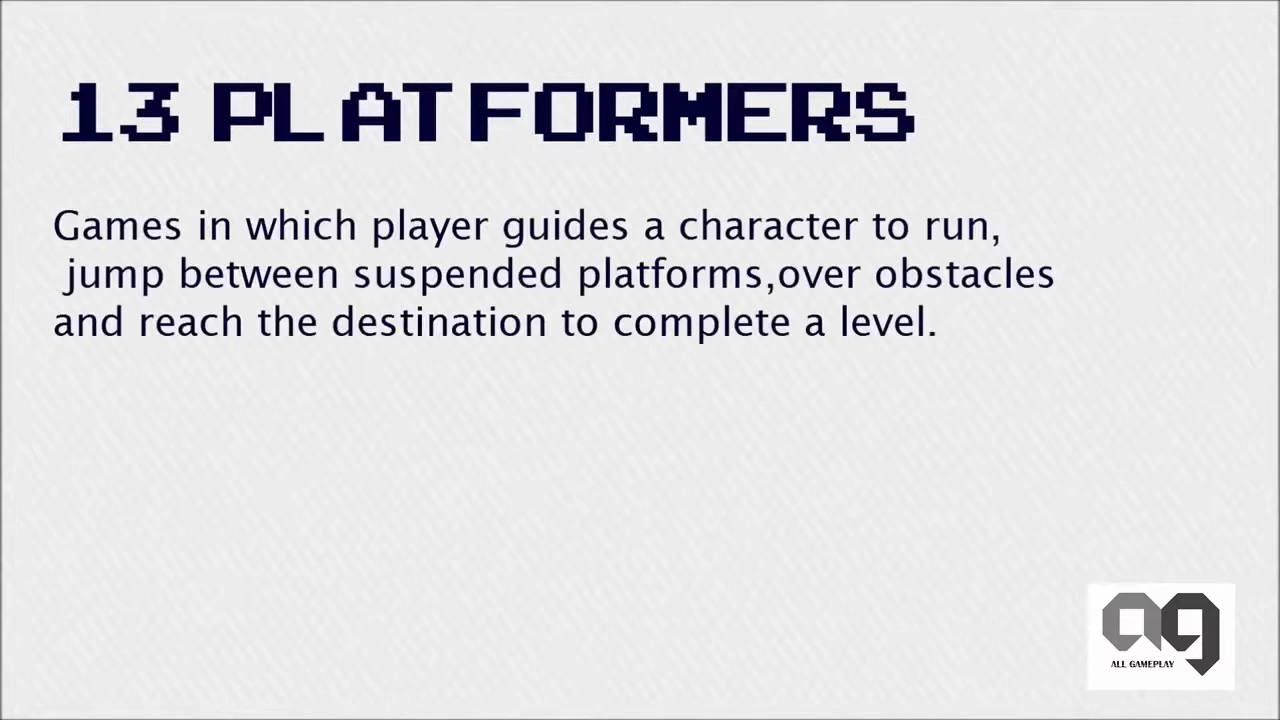 13 PLATFORMERS
Games in which player guides a character to run,
jump between suspended platforms,over obstacles
and reach the destination to complete a level.
ag
ALL GAMEPLAY